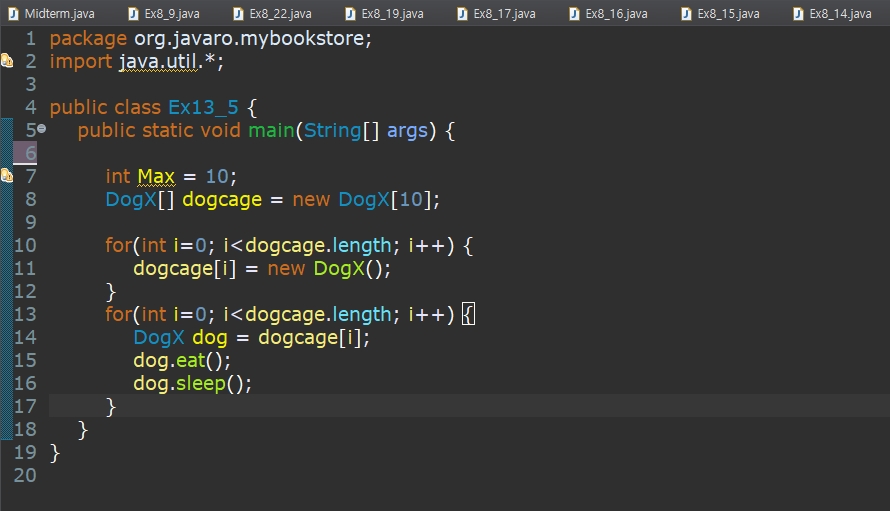 Midterm.java Ex8_9.java Ex8_22.java Ex8_19.java Ex8_17.java Ex8_16.java Ex8_15.java Ex8_14.java
1 package org.javaro.mybookstore;
2 import java.util.*;
3
4 public class Ex13_5 {
5 public static void main(String[] args) {
6
7 int Max = 10;
8 DogX[] dogcage = new DogX[10];
9
10 for(int i=0; i<dogcage.length; i++) {
11 dogcage[i] = new DogX();
12 }
13 for(int i=0; i<dogcage.length; i++) {
14 DogX dog = dogcage[i];
15 dog.eat();
16 dog.sleep();
17 }
18 }
19 }
20